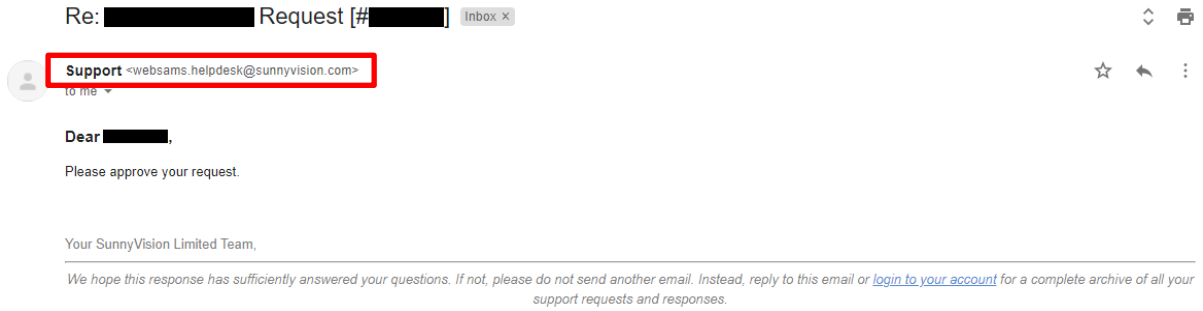 Re: Request [# ] Inbox ×
Support <websams.helpdesk@sunnyvision.com>
to me
Dear ,
Please approve your request.
Your SunnyVision Limited Team,
We hope this response has sufficiently answered your questions. If not, please do not send another email. Instead, reply to this email or login to your account for a complete archive of all your
support requests and responses.